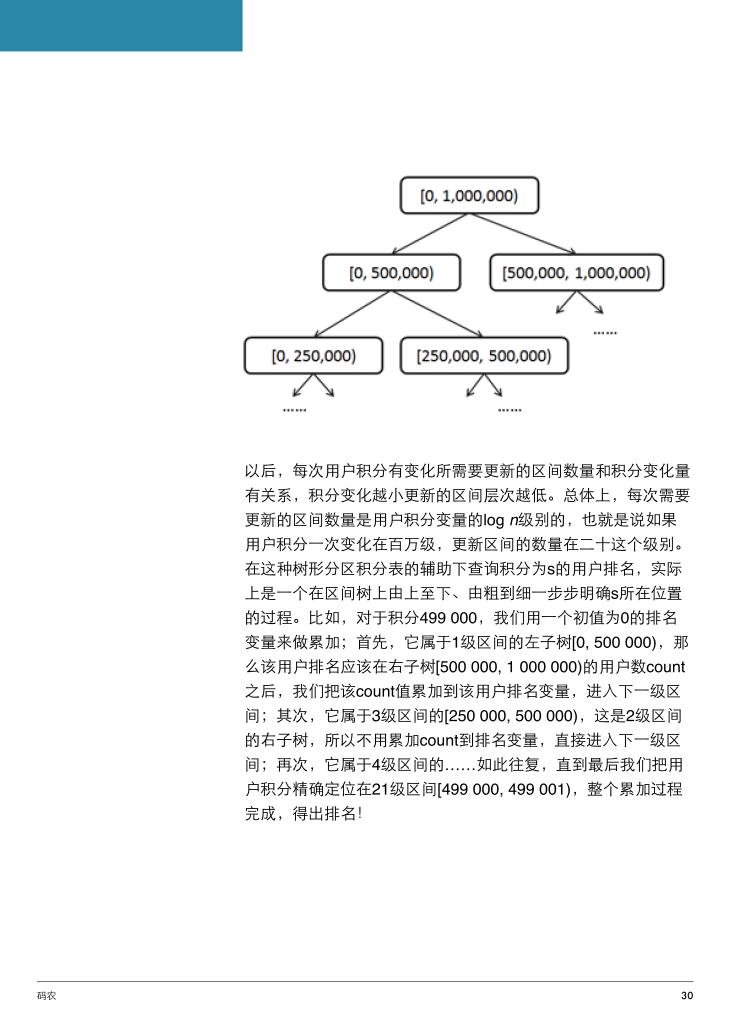 [0, 1,000,000)
[0, 500,000)
[500,000, 1,000,000)
......
[0, 250,000)
[250,000, 500,000)
......
......
以后，每次用户积分有变化所需要更新的区间数量和积分变化量
有关系，积分变化越小更新的区间层次越低。总体上，每次需要
更新的区间数量是用户积分变量的log n级别的，也就是说如果
用户积分一次变化在百万级，更新区间的数量在二十这个级别。
在这种树形分区积分表的辅助下查询积分为s的用户排名，实际
上是一个在区间树上由上至下、由粗到细一步步明确s所在位置
的过程。比如，对于积分499 000，我们用一个初值为0的排名
变量来做累加；首先，它属于1级区间的左子树[0, 500 000)，那
么该用户排名应该在右子树[500 000, 1 000 000)的用户数count
之后，我们把该count值累加到该用户排名变量，进入下一级区
间；其次，它属于3级区间的[250 000, 500 000)，这是2级区间
的右子树，所以不用累加count到排名变量，直接进入下一级区
间；再次，它属于4级区间的……如此往复，直到最后我们把用
户积分精确定位在21级区间[499 000, 499 001)，整个累加过程
完成，得出排名！
码农
30